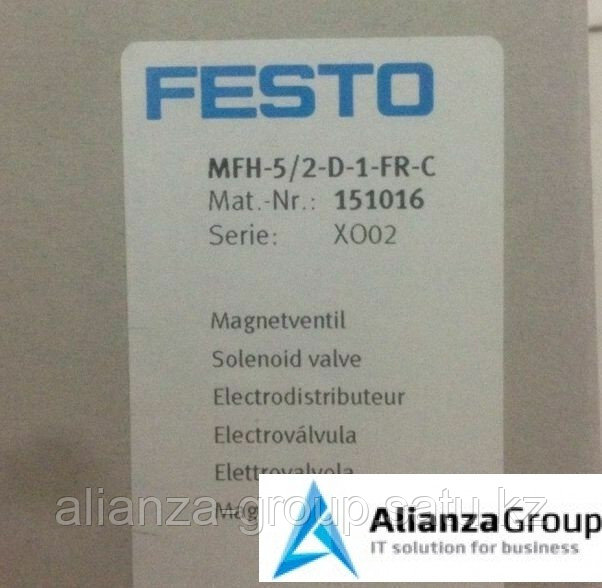 FESTO
MFH-5/2-D-1-FR-C
Mat.-Nr.: 151016
Serie: XO02
Magnetventil
Solenoid valve
Electrodistributeur
Electroválvula
Elettrovalvola
alianza-group.satu.kz
Mag
AlianzaGroup
IT solution for business